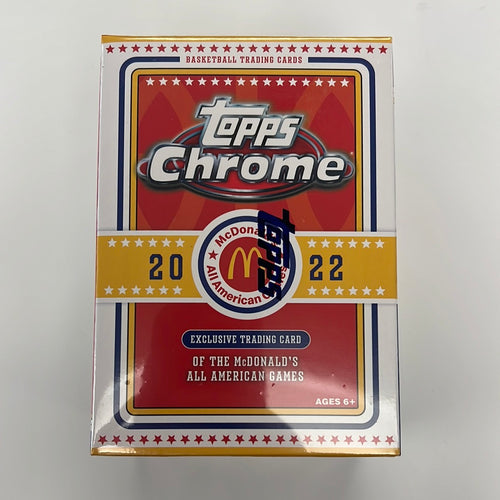 BASKETBALL TRADING CARDS
topps
Chrome
McDonald's
All American Games
20 22
topps
EXCLUSIVE TRADING CARD
OF THE McDONALD'S
ALL AMERICAN GAMES
AGES 6+